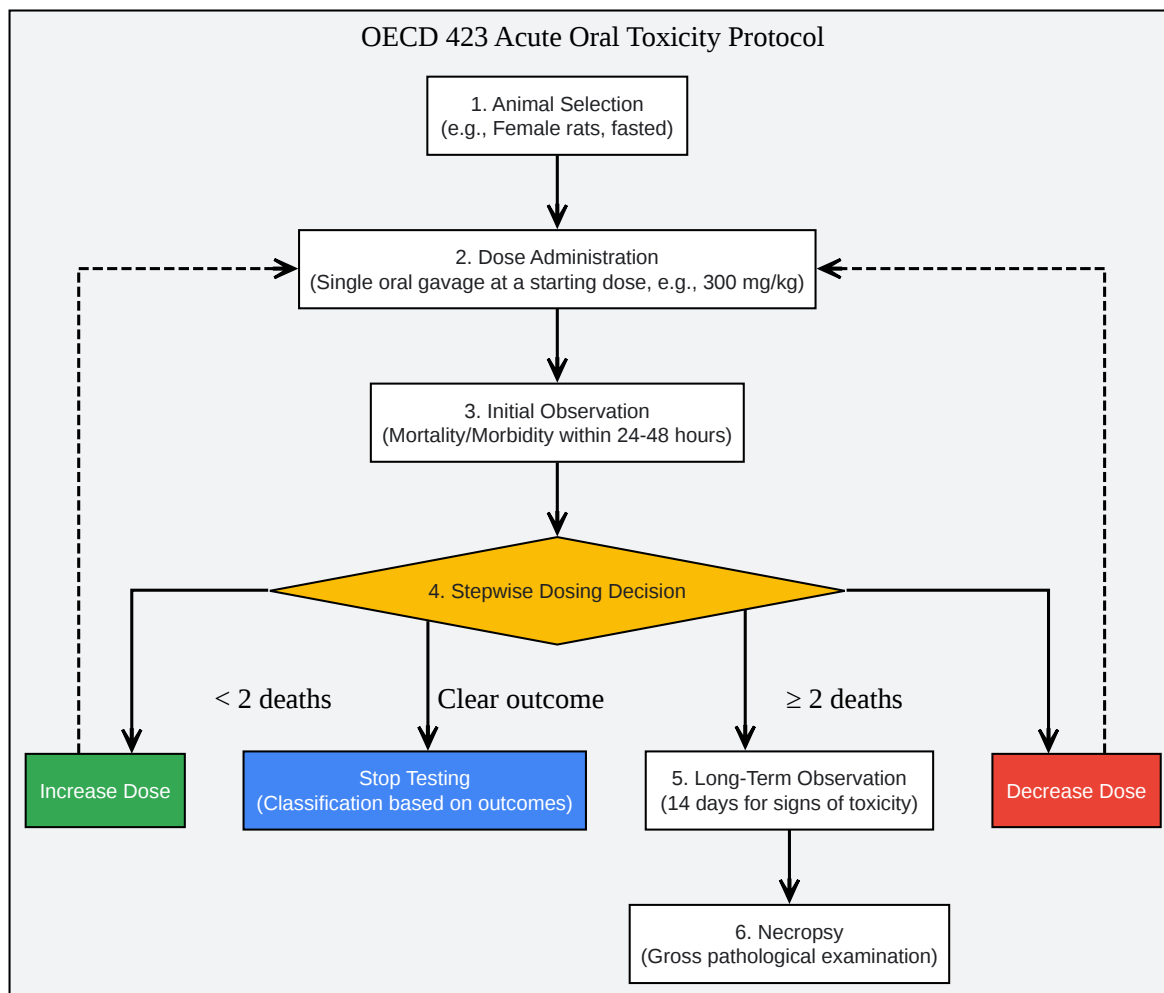 OECD 423 Acute Oral Toxicity Protocol
1. Animal Selection
(e.g., Female rats, fasted)
2. Dose Administration
(Single oral gavage at a starting dose, e.g., 300 mg/kg)
3. Initial Observation
(Mortality/Morbidity within 24-48 hours)
4. Stepwise Dosing Decision
< 2 deaths
Clear outcome
≥ 2 deaths
Increase Dose
Stop Testing
(Classification based on outcomes)
5. Long-Term Observation
(14 days for signs of toxicity)
Decrease Dose
6. Necropsy
(Gross pathological examination)